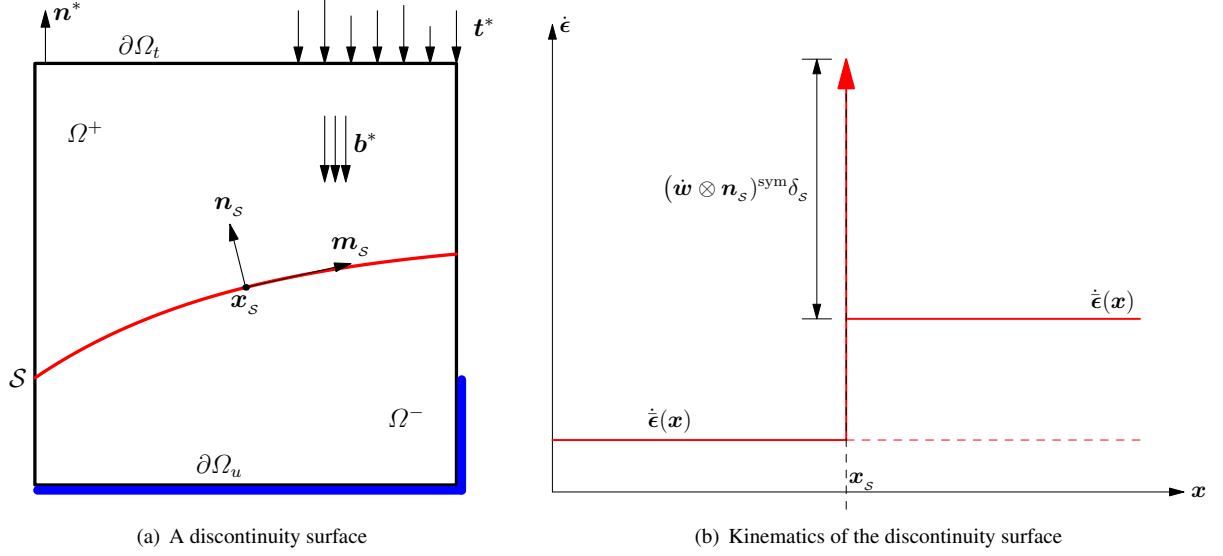 n*
∂Ω_t
t*
Ω⁺
b*
n_S
m_S
x_S
S
Ω⁻
∂Ω_u
(a) A discontinuity surface
ϵ̇
(ẇ ⊗ n_S)^sym δ_S
ϵ̄̇(x)
ϵ̄̇(x)
x_S
x
(b) Kinematics of the discontinuity surface